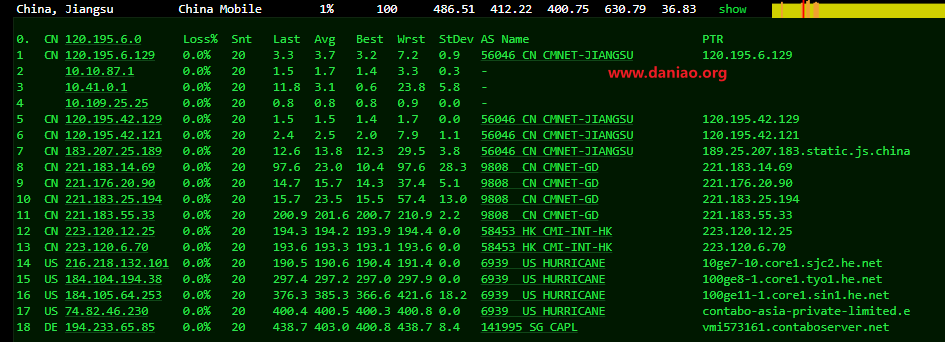 China, Jiangsu China Mobile 1% 100 486.51 412.22 400.75 630.79 36.83 show
0. CN 120.195.6.0 Loss% Snt Last Avg Best Wrst StDev AS Name PTR
1 CN 120.195.6.129 0.0% 20 3.3 3.7 3.2 7.2 0.9 56046 CN CMNET-JIANGSU 120.195.6.129
2 10.10.87.1 0.0% 20 1.5 1.7 1.4 3.3 0.3 -
www.daniao.org
3 10.41.0.1 0.0% 20 11.8 3.1 0.6 23.8 5.8 -
4 10.109.25.25 0.0% 20 0.8 0.8 0.8 0.9 0.0 -
5 CN 120.195.42.129 0.0% 20 1.5 1.5 1.4 1.7 0.0 56046 CN CMNET-JIANGSU 120.195.42.129
6 CN 120.195.42.121 0.0% 20 2.4 2.5 2.0 7.9 1.1 56046 CN CMNET-JIANGSU 120.195.42.121
7 CN 183.207.25.189 0.0% 20 12.6 13.8 12.3 29.5 3.8 56046 CN CMNET-JIANGSU 189.25.207.183.static.js.china
8 CN 221.183.14.69 0.0% 20 97.6 23.0 10.4 97.6 28.3 9808 CN CMNET-GD 221.183.14.69
9 CN 221.176.20.90 0.0% 20 14.7 15.7 14.3 37.4 5.1 9808 CN CMNET-GD 221.176.20.90
10 CN 221.183.25.194 0.0% 20 15.7 23.5 15.5 57.4 13.0 9808 CN CMNET-GD 221.183.25.194
11 CN 221.183.55.33 0.0% 20 200.9 201.6 200.7 210.9 2.2 9808 CN CMNET-GD 221.183.55.33
12 CN 223.120.12.25 0.0% 20 194.3 194.2 193.9 194.4 0.0 58453 HK CMI-INT-HK 223.120.12.25
13 CN 223.120.6.70 0.0% 20 193.6 193.3 193.1 193.6 0.0 58453 HK CMI-INT-HK 223.120.6.70
14 US 216.218.132.101 0.0% 20 190.5 190.6 190.4 191.4 0.0 6939 US HURRICANE 10ge7-10.core1.sjc2.he.net
15 US 184.104.194.38 0.0% 20 297.4 297.2 297.0 297.9 0.0 6939 US HURRICANE 100ge8-1.core1.tyo1.he.net
16 US 184.105.64.253 0.0% 20 376.3 385.3 366.6 421.6 18.2 6939 US HURRICANE 100ge11-1.core1.sin1.he.net
17 US 74.82.46.230 0.0% 20 400.4 400.5 400.3 400.8 0.0 6939 US HURRICANE contabo-asia-private-limited.e
18 DE 194.233.65.85 0.0% 20 438.7 403.0 400.8 438.7 8.4 141995 SG CAPL vmi573161.contaboserver.net